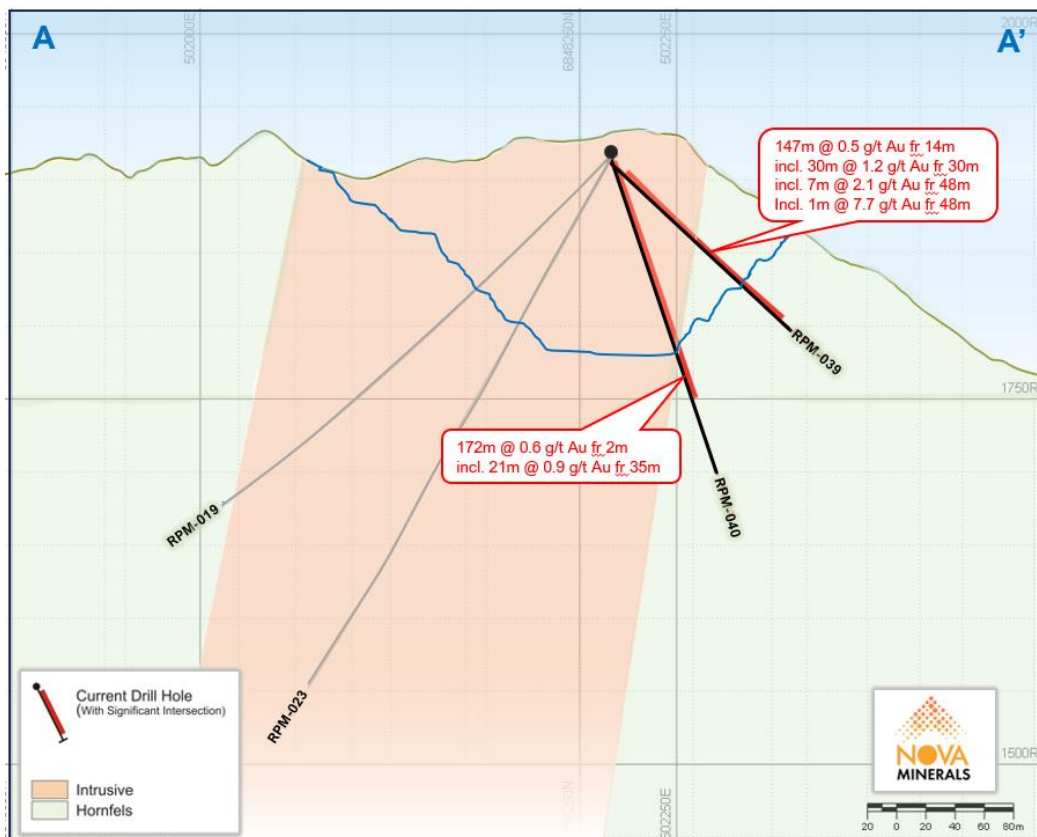 A
A'
502000E
6848250N
502250E
2000R
147m @ 0.5 g/t Au fr 14m
incl. 30m @ 1.2 g/t Au fr 30m
incl. 7m @ 2.1 g/t Au fr 48m
Incl. 1m @ 7.7 g/t Au fr 48m
RPM-039
1750R
172m @ 0.6 g/t Au fr 2m
incl. 21m @ 0.9 g/t Au fr 35m
RPM-019
RPM-040
RPM-023
Current Drill Hole
(With Significant Intersection)
Intrusive
Hornfels
1500R
502250E
NOVA
MINERALS
20 0 20 40 60 80m